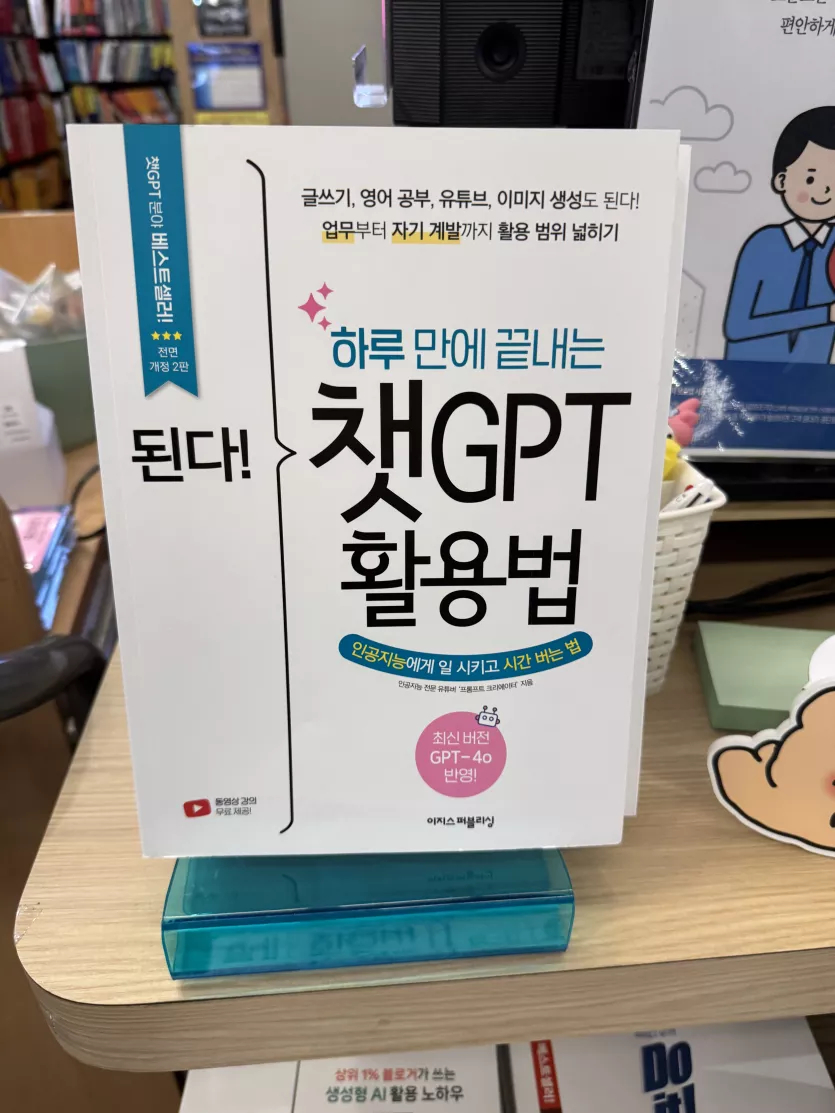 편안하게
챗GPT 분야 베스트셀러!
전면
개정 2판
글쓰기, 영어 공부, 유튜브, 이미지 생성도 된다!
업무부터 자기 계발까지 활용 범위 넓히기
된다!
하루 만에 끝내는
챗GPT
활용법
인공지능에게 일 시키고 시간 버는 법
인공지능 전문 유튜버 '프롬프트 크리에이터' 지음
최신 버전
GPT-4o
반영!
동영상 강의
무료 제공!
이지스퍼블리싱
상위 1% 블로거가 쓰는
생성형 AI 활용 노하우
베스트셀러!
DO
it!